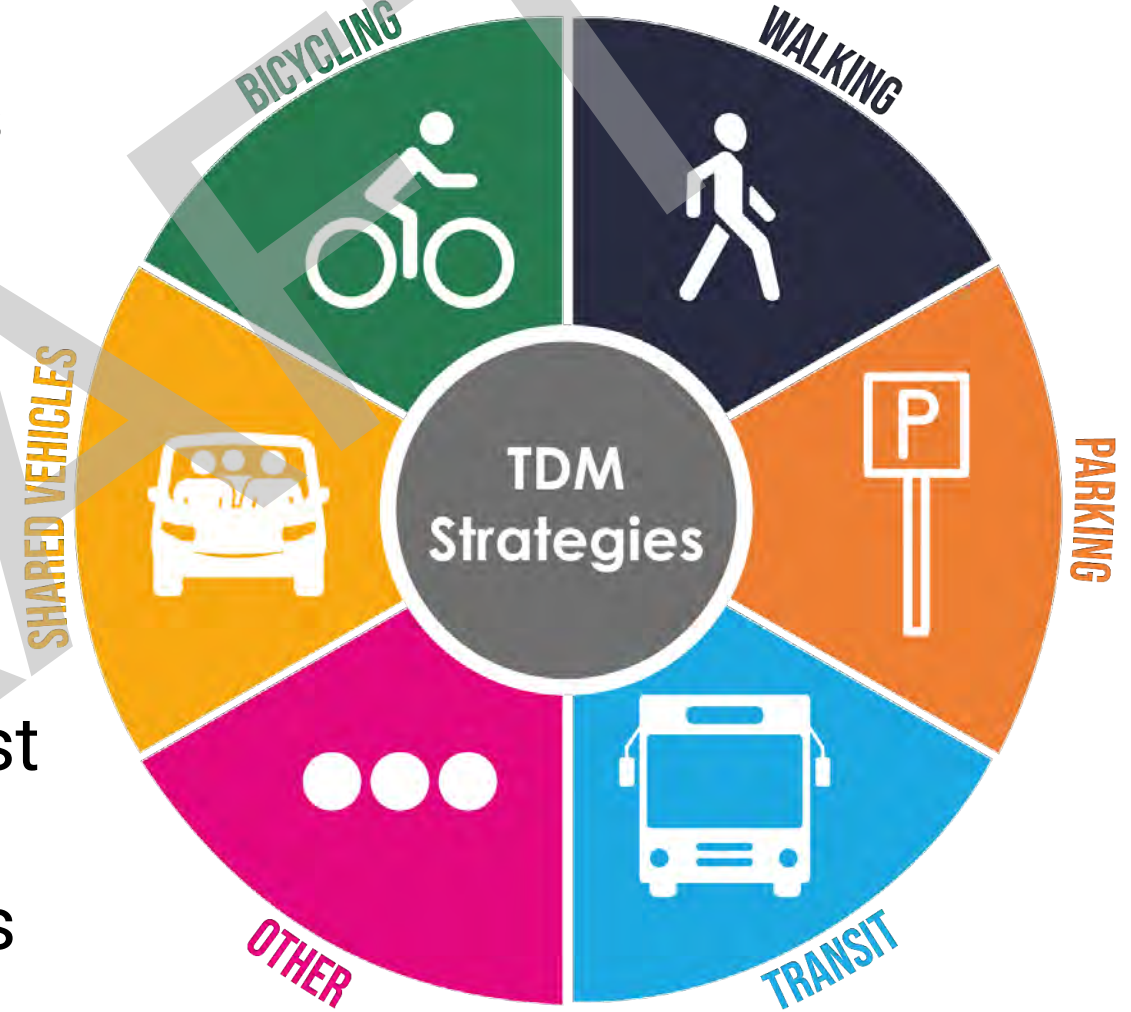 BICYCLING
WALKING
SHARED VEHICLES
P
PARKING
TDM
Strategies
st
s
OTHER
TRANSIT